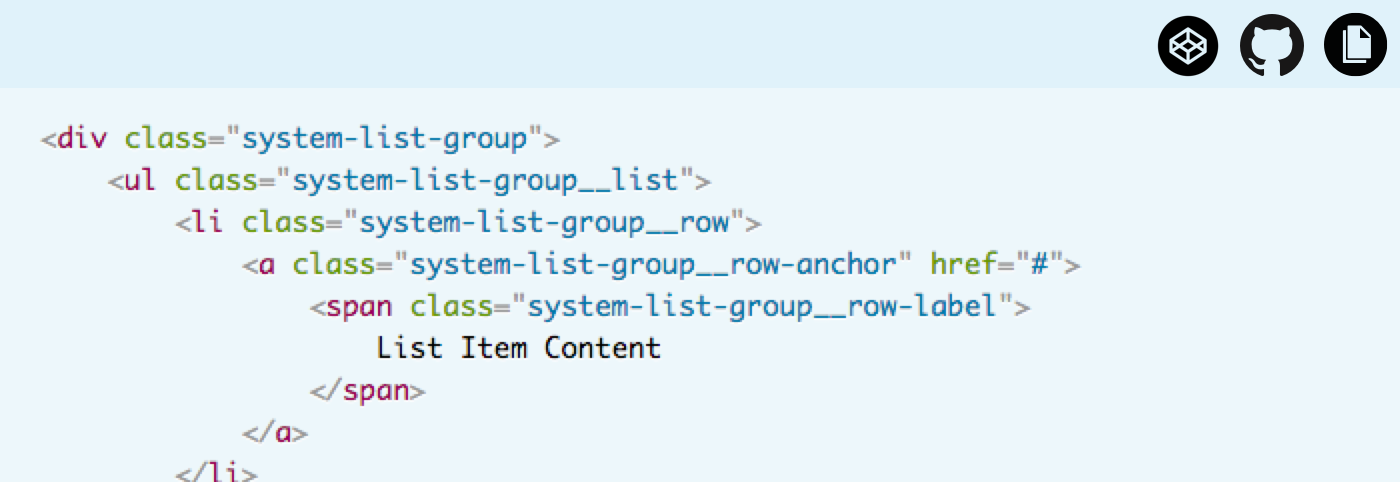 <div class="system-list-group">
<ul class="system-list-group__list">
<li class="system-list-group__row">
<a class="system-list-group__row-anchor" href="#">
<span class="system-list-group__row-label">
List Item Content
</span>
</a>
</li>